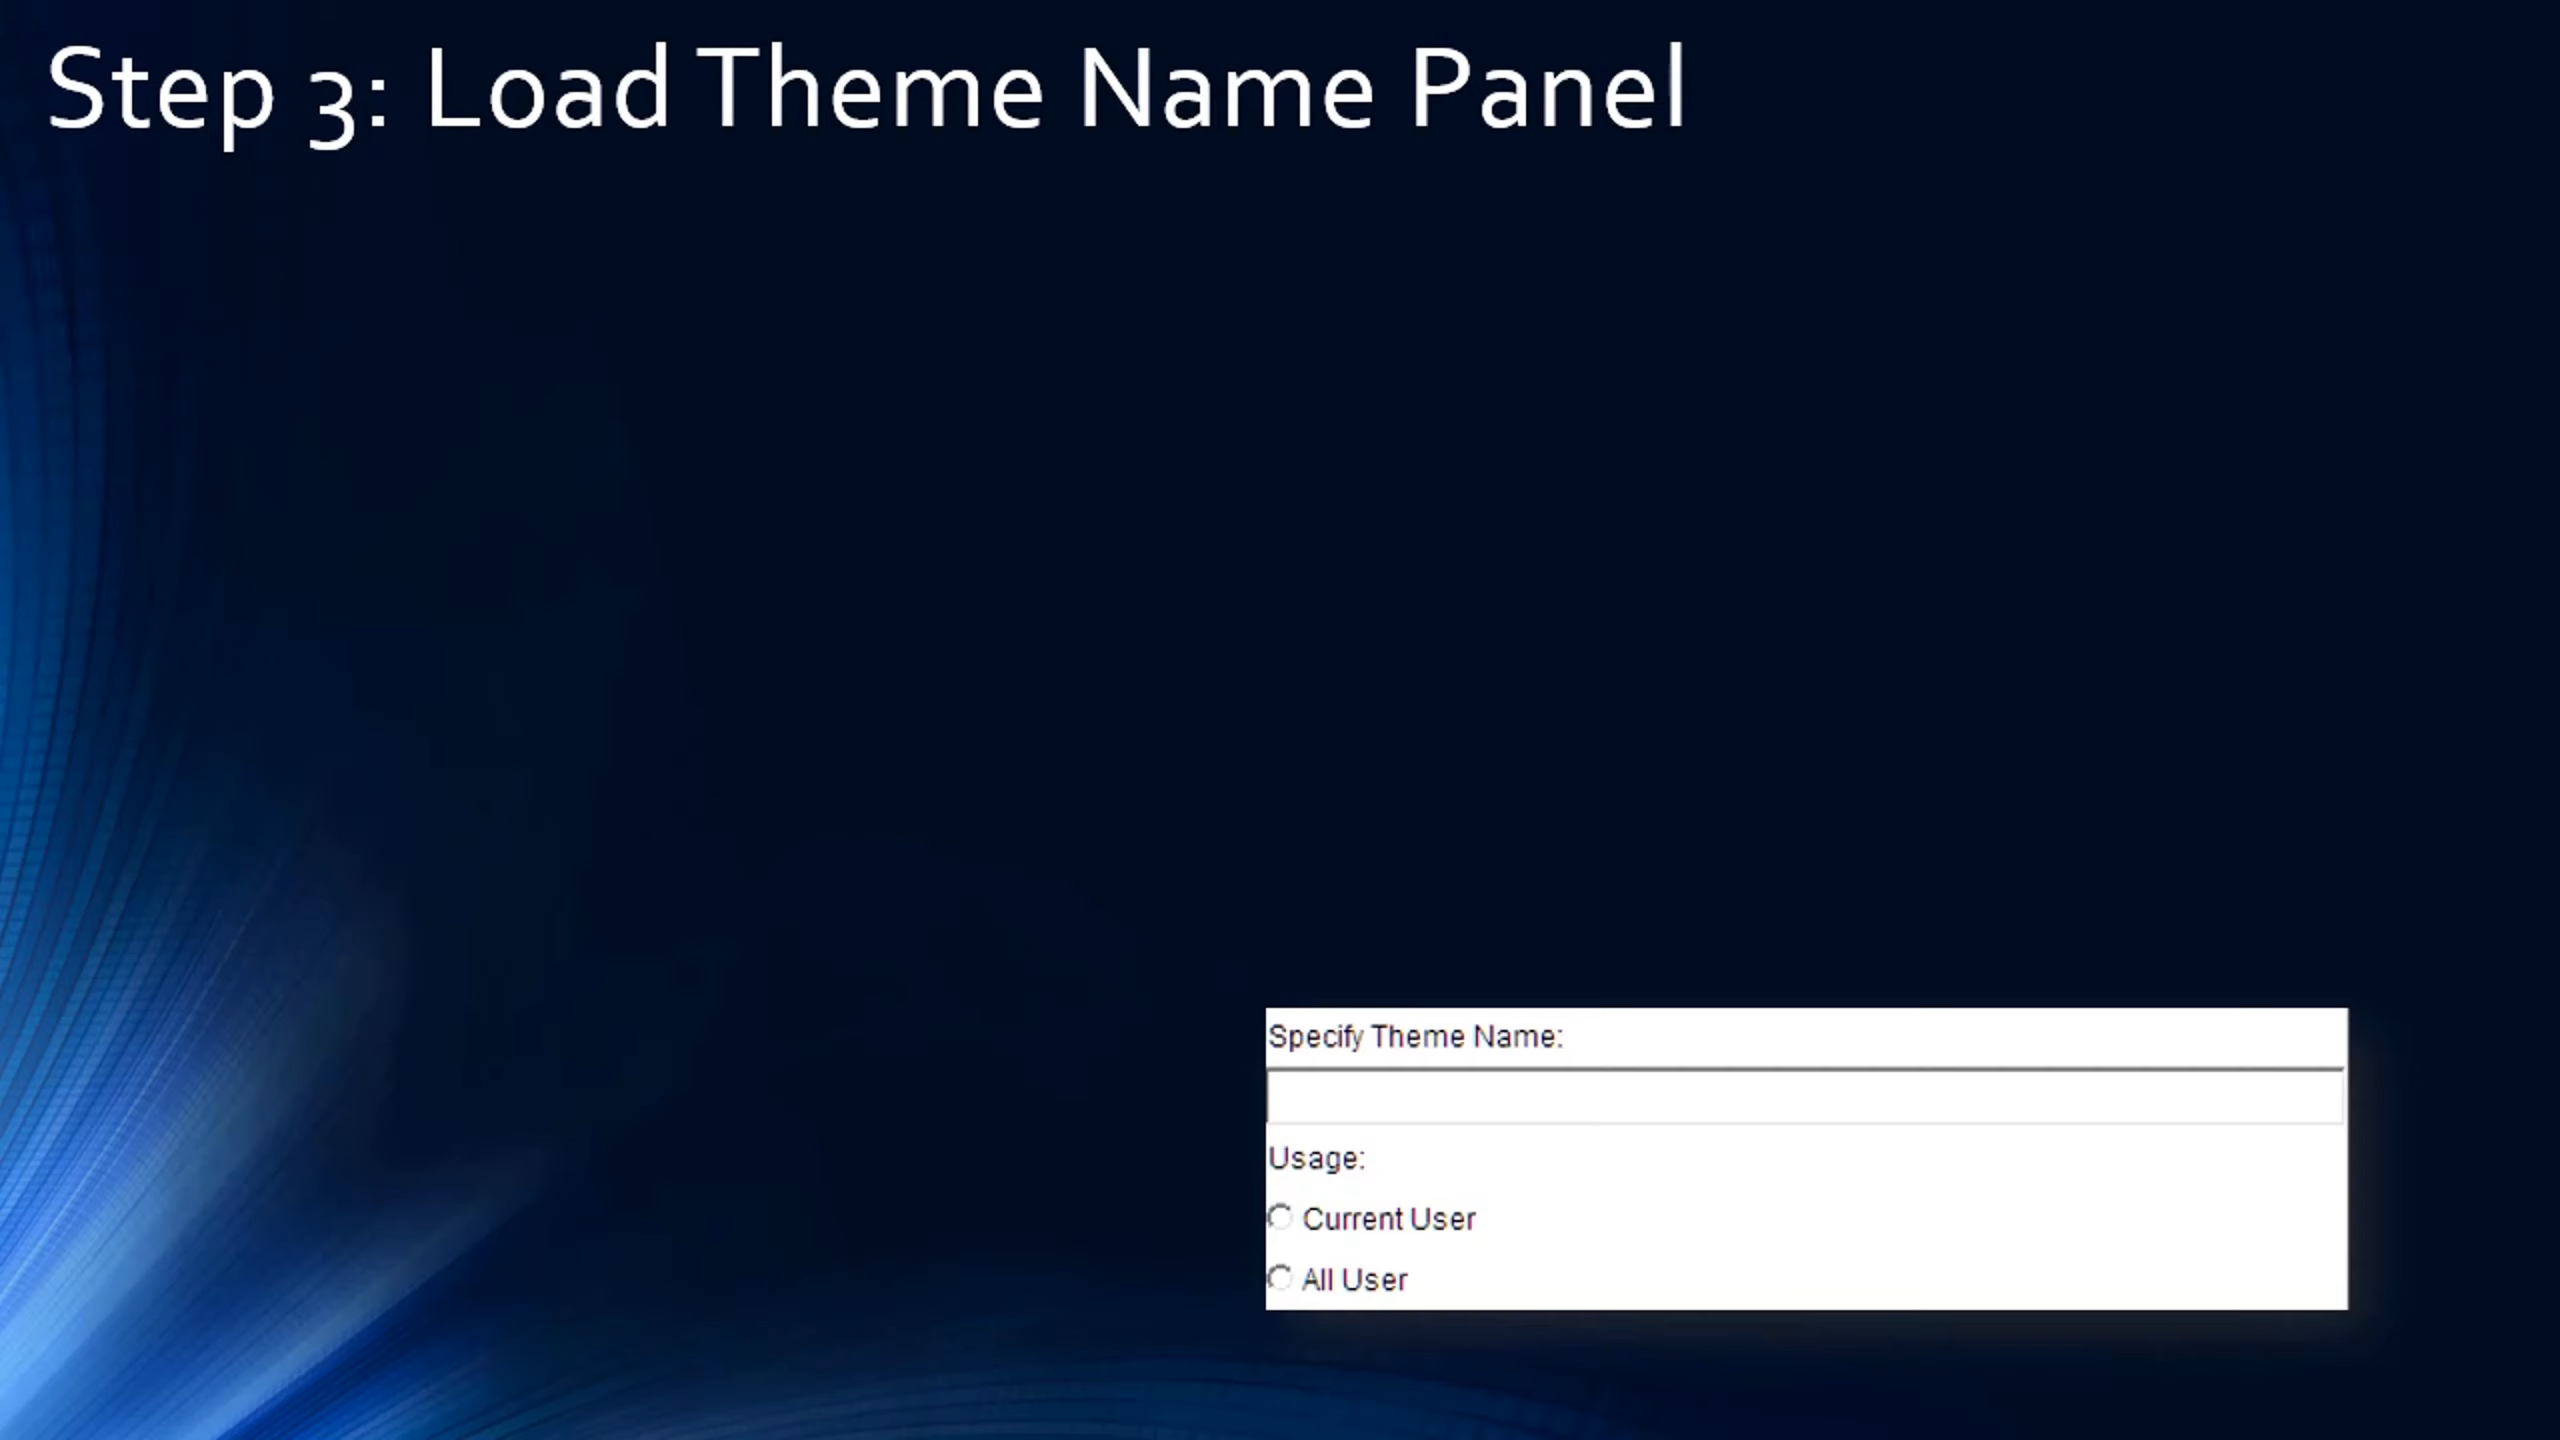 Step 3: Load Theme Name Panel
Specify Theme Name:
Usage:
Current User
All User